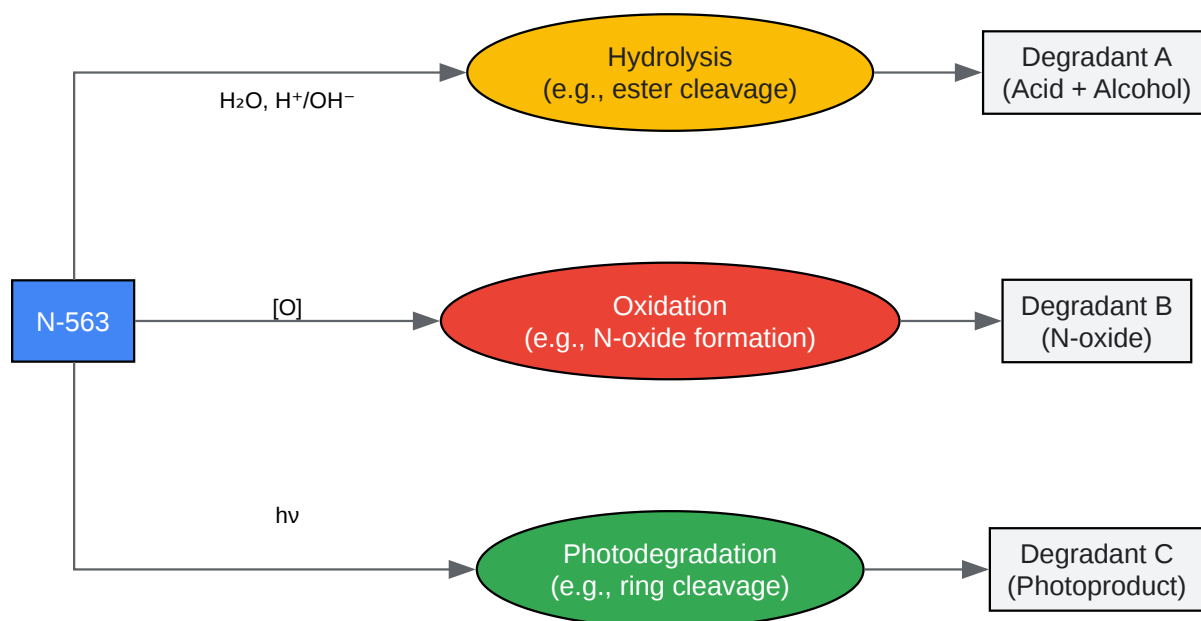 Hydrolysis
(e.g., ester cleavage)
Degradant A
(Acid + Alcohol)
H₂O, H⁺/OH⁻
N-563
[O]
Oxidation
(e.g., N-oxide formation)
Degradant B
(N-oxide)
hν
Photodegradation
(e.g., ring cleavage)
Degradant C
(Photoproduct)